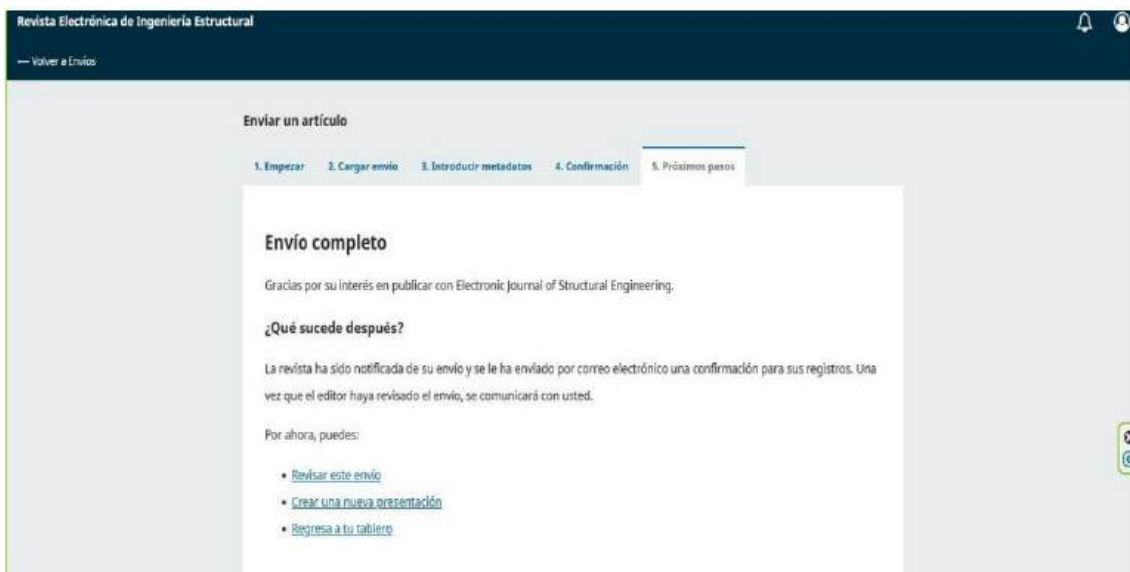 Revista Electrónica de Ingeniería Estructural
← Volver a Envíos
Enviar un artículo
1. Empezar 2. Cargar envío 3. Introducir metadatos 4. Confirmación 5. Próximos pasos
Envío completo
Gracias por su interés en publicar con Electronic Journal of Structural Engineering.
¿Qué sucede después?
La revista ha sido notificada de su envío y se le ha enviado por correo electrónico una confirmación para sus registros. Una
vez que el editor haya revisado el envío, se comunicará con usted.
Por ahora, puedes:
• Revisar este envío
• Crear una nueva presentación
• Regresa a tu tablero